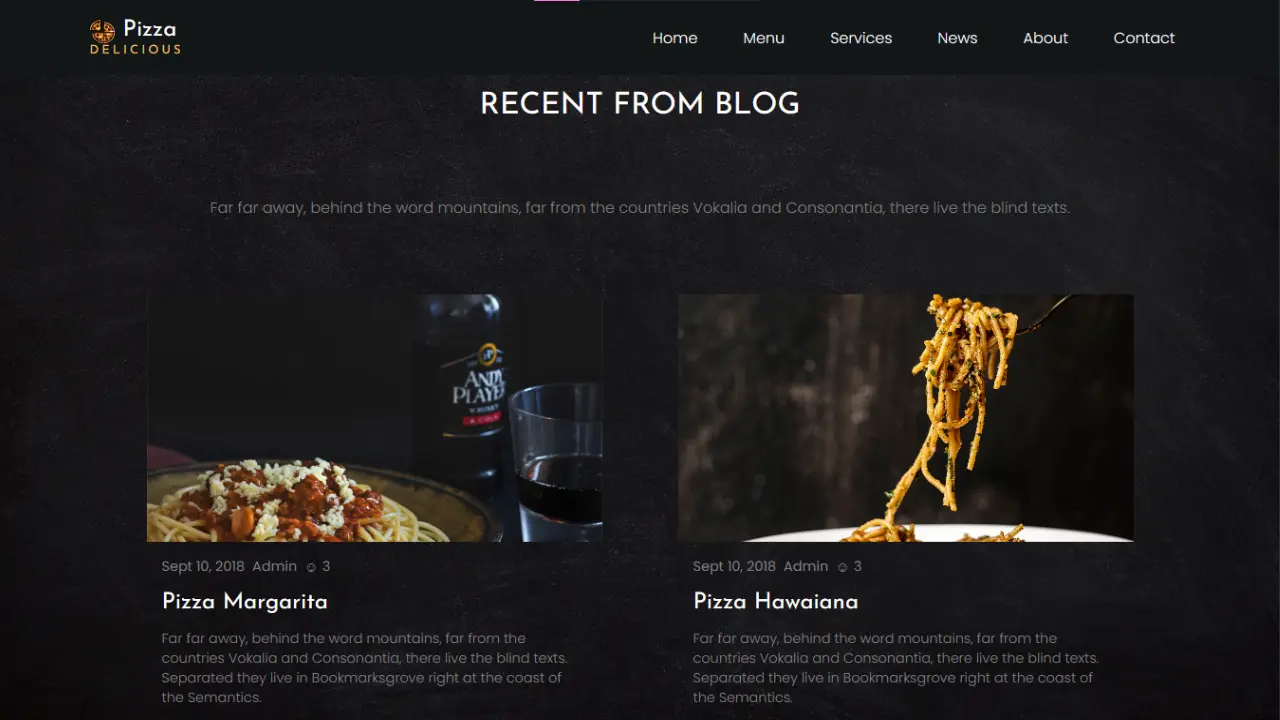 Pizza
DELICIOUS
Home Menu Services News About Contact
RECENT FROM BLOG
Far far away, behind the word mountains, far from the countries Vokalia and Consonantia, there live the blind texts.
ANDY
PLAYER
WHISKY
& COLA
Sept 10, 2018 Admin ☺ 3
Pizza Margarita
Far far away, behind the word mountains, far from the
countries Vokalia and Consonantia, there live the blind texts.
Separated they live in Bookmarksgrove right at the coast of
the Semantics.
Sept 10, 2018 Admin ☺ 3
Pizza Hawaiana
Far far away, behind the word mountains, far from the
countries Vokalia and Consonantia, there live the blind texts.
Separated they live in Bookmarksgrove right at the coast of
the Semantics.